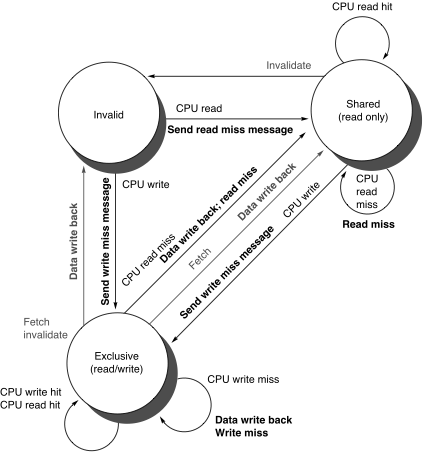 CPU read hit
Invalidate
Invalid
CPU read
Send read miss message
Shared
(read only)
CPU
read
miss
Read miss
CPU write
Send write miss message
Data write back
CPU read miss
Data write back; read miss
Fetch
Data write back
CPU write
Send write miss message
Fetch
invalidate
Exclusive
(read/write)
CPU write hit
CPU read hit
CPU write miss
Data write back
Write miss